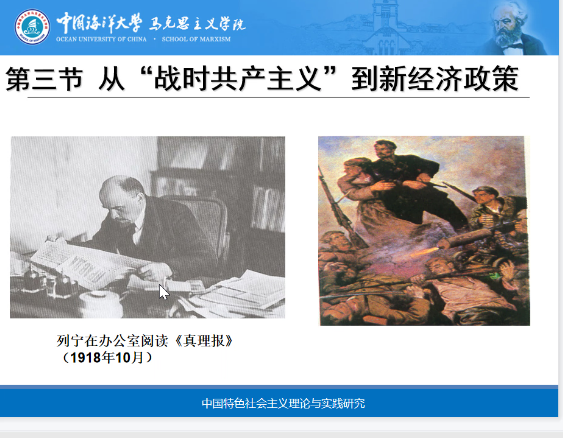 中国海洋大学 马克思主义学院
OCEAN UNIVERSITY OF CHINA · SCHOOL OF MARXISM
第三节 从“战时共产主义”到新经济政策
列宁在办公室阅读《真理报》
（1918年10月）
中国特色社会主义理论与实践研究